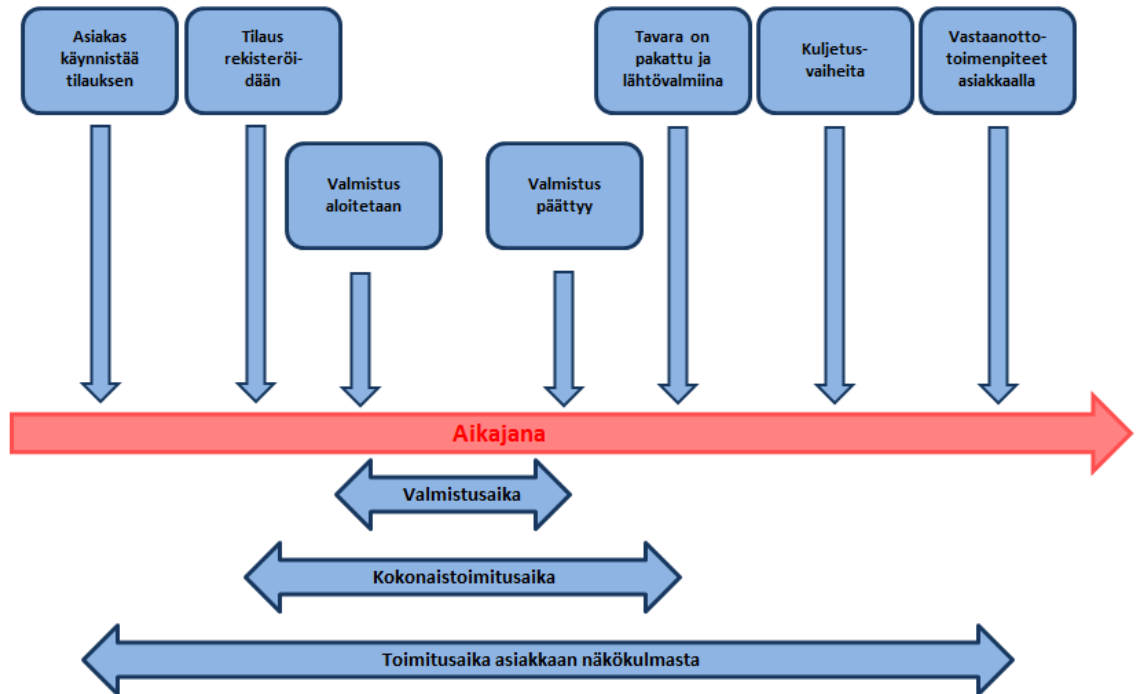 Asiakas
käynnistää
tilauksen
Tilaus
rekisteröi-
dään
Tavara on
pakattu ja
lähtövalmiina
Kuljetus-
vaiheita
Vastaanotto-
toimenpiteet
asiakkaalla
Valmistus
aloitetaan
Valmistus
päättyy
Aikajana
Valmistusaika
Kokonaistoimitusaika
Toimitusaika asiakkaan näkökulmasta